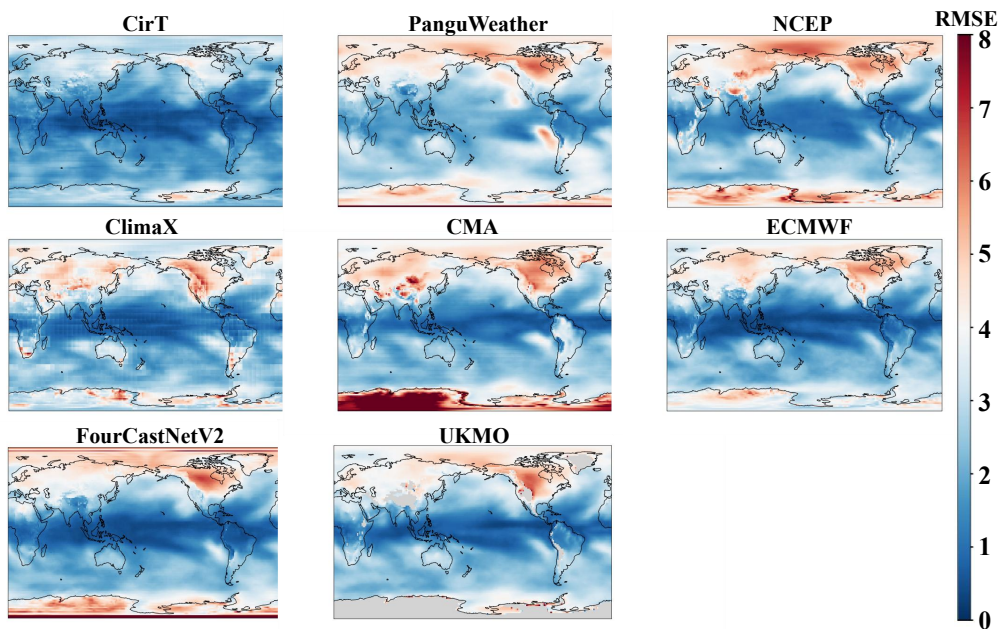 CirT
PanguWeather
NCEP
RMSE
ClimaX
CMA
ECMWF
FourCastNetV2
UKMO
8
7
6
5
4
3
2
1
0